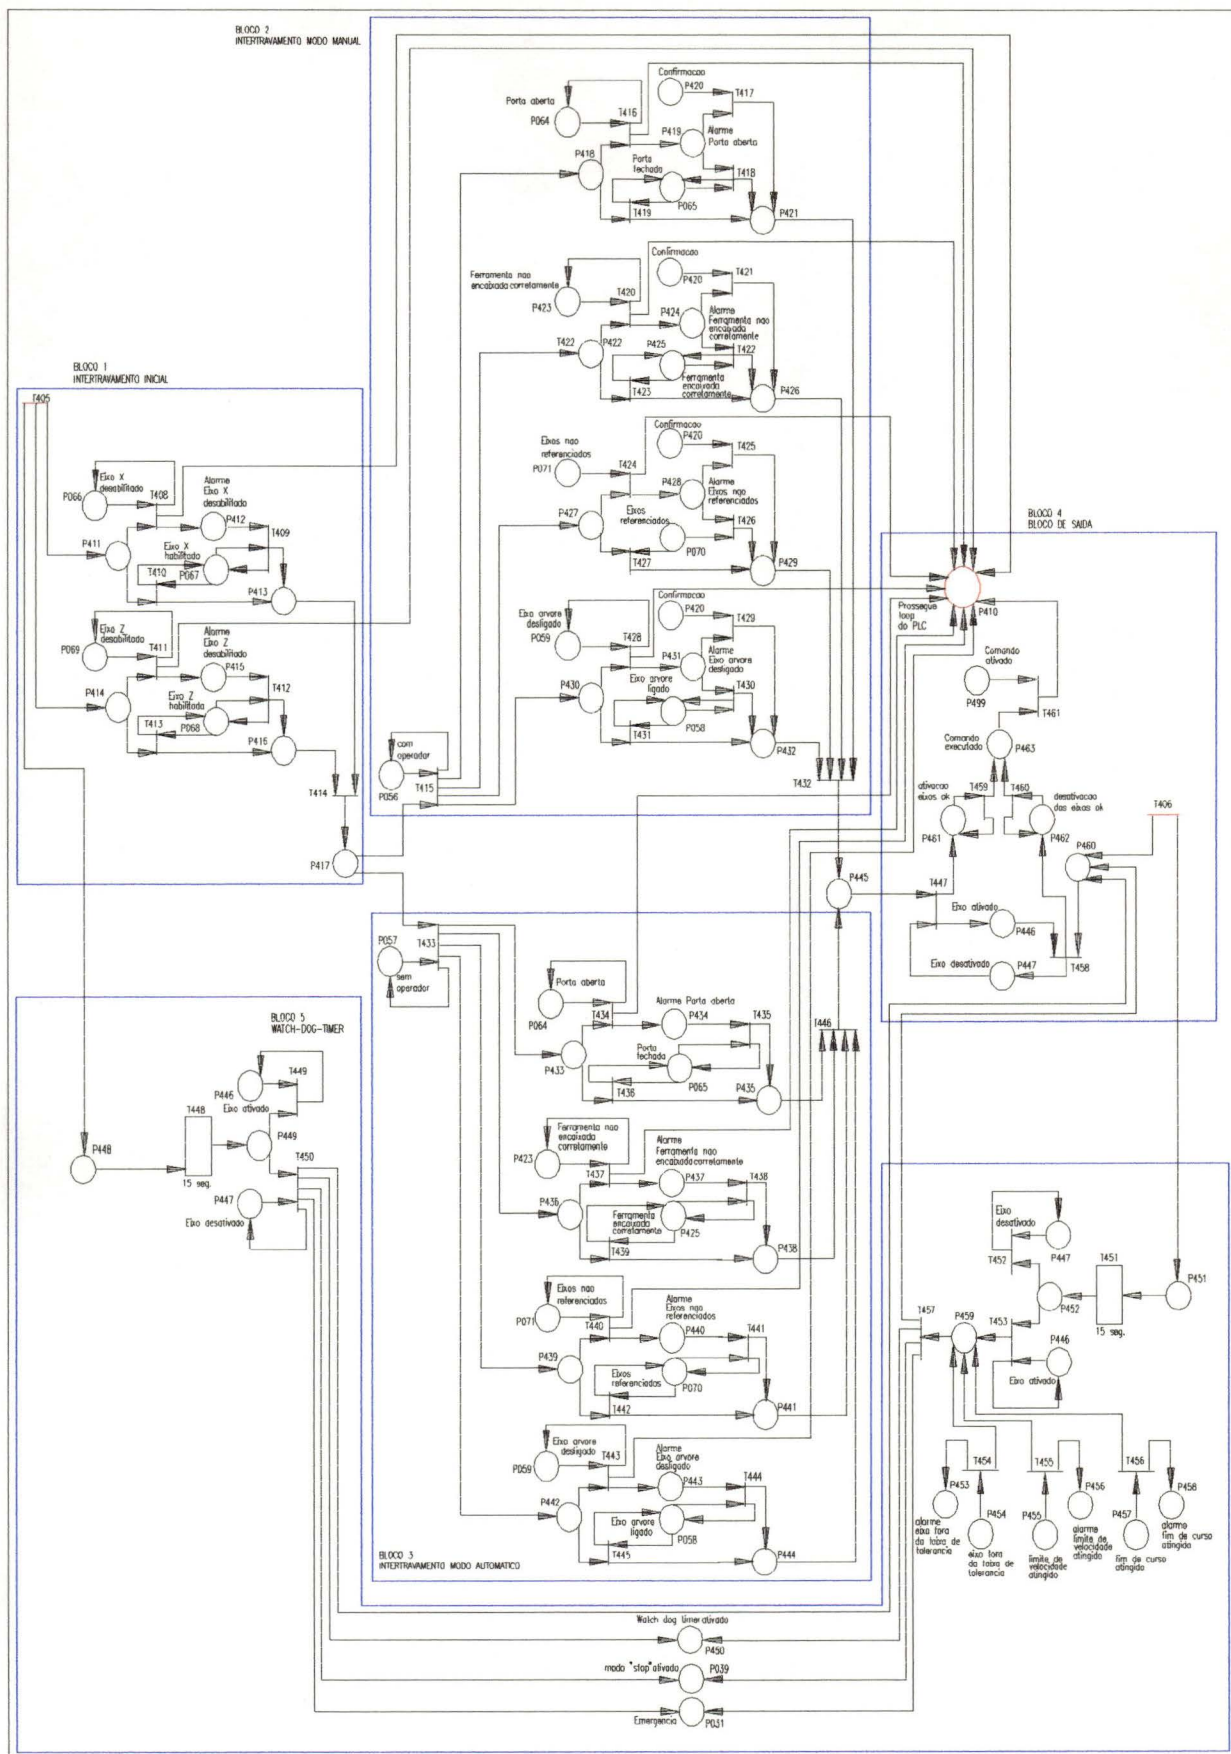 BLOCO 2
INTERTRAVAMENTO MODO MANUAL
Confirmacao
P420
T417
Porta aberta
T416
P064
P419
Alarme
Porta aberta
P418
Porta
fechada
T418
P065
T419
P421
Confirmacao
P420
T421
Ferramenta nao
encaixada corretamente
T420
P423
P424
Alarme
Ferramenta nao
encaixada
corretamente
T422
P422
P425
T422
T423
Ferramenta
encaixada
corretamente
P426
Confirmacao
P420
T425
Eixos nao
referenciados
T424
P071
P428
Alarme
Eixos nao
referenciados
P427
Eixos
referenciados
T426
P070
T427
P429
Confirmacao
P420
T429
Eixo arvore
desligado
T428
P059
P431
Alarme
Eixo arvore
desligado
P430
Eixo arvore
ligado
T430
P058
T431
P432
com
operador
T415
P056
T432
BLOCO 1
INTERTRAVAMENTO INICIAL
T405
Eixo X
desabilitado
T408
Alarme
Eixo X
desabilitado
P066
P412
T409
P411
Eixo X
habilitado
T410
P067
P413
Eixo Z
desabilitado
T411
Alarme
Eixo Z
desabilitado
P069
P415
T412
P414
Eixo Z
habilitado
T413
P068
P416
T414
P417
BLOCO 4
BLOCO DE SAIDA
P410
Prossegue
loop
do PLC
Comando
ativado
P499
T461
Comando
executado
P463
ativacao
eixos ok
T459
T460
desativacao
dos eixos ok
T406
P461
P462
P460
P445
T447
Eixo ativado
P446
T458
Eixo desativado
P447
P057
T433
sem
operador
Porta aberta
P064
T434
Alarme Porta aberta
P434
T435
T446
P433
Porta
fechada
P065
T436
P435
Ferramenta nao
encaixada
corretamente
P423
T437
Alarme
Ferramenta nao
encaixada corretamente
P437
T438
P436
Ferramenta
encaixada
corretamente
P425
T439
P438
Eixos nao
referenciados
P071
T440
Alarme
Eixos nao
referenciados
P440
T441
P439
Eixos
referenciados
P070
T442
P441
Eixo arvore
desligado
P059
T443
Alarme
Eixo arvore
desligado
P443
T444
P442
Eixo arvore
ligado
P058
T445
P444
BLOCO 3
INTERTRAVAMENTO MODO AUTOMATICO
BLOCO 5
WATCH-DOG-TIMER
T449
P446
Eixo ativado
T448
P449
P448
15 seg.
T450
P447
Eixo desativado
Eixo
desativado
P447
T452
T451
P451
P452
15 seg.
T457
P459
T453
P446
Eixo ativado
T454
T455
T456
P453
P454
P455
P456
P457
P458
alarme
eixo fora
da faixa de
tolerancia
eixo fora
da faixa de
tolerancia
limite de
velocidade
atingido
alarme
limite de
velocidade
atingido
fim de curso
atingido
alarme
fim de curso
atingido
Watch dog timer ativado
P450
modo "stop" ativado
P039
Emergencia
P031